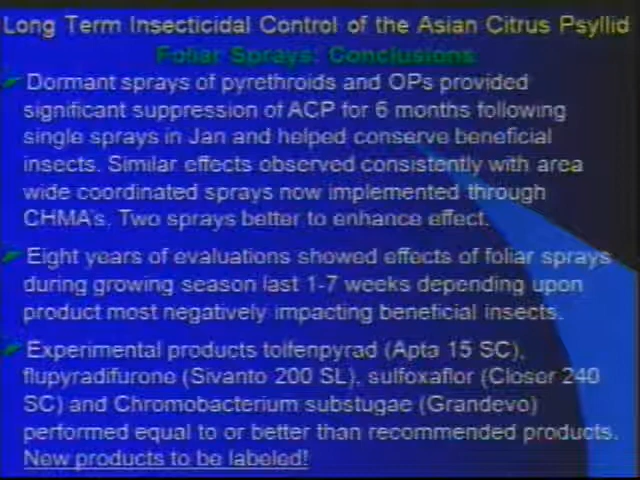 Long Term Insecticidal Control of the Asian Citrus Psyllid
Foliar Sprays: Conclusions
Dormant sprays of pyrethroids and OPs provided
significant suppression of ACP for 6 months following
single sprays in Jan and helped conserve beneficial
insects. Similar effects observed consistently with area
wide coordinated sprays now implemented through
CHMA's. Two sprays better to enhance effect.
Eight years of evaluations showed effects of foliar sprays
during growing season last 1-7 weeks depending upon
product most negatively impacting beneficial insects.
Experimental products tolfenpyrad (Apta 15 SC),
flupyradifurone (Sivanto 200 SL), sulfoxaflor (Closer 240
SC) and Chromobacterium substugae (Grandevo)
performed equal to or better than recommended products.
New products to be labeled!